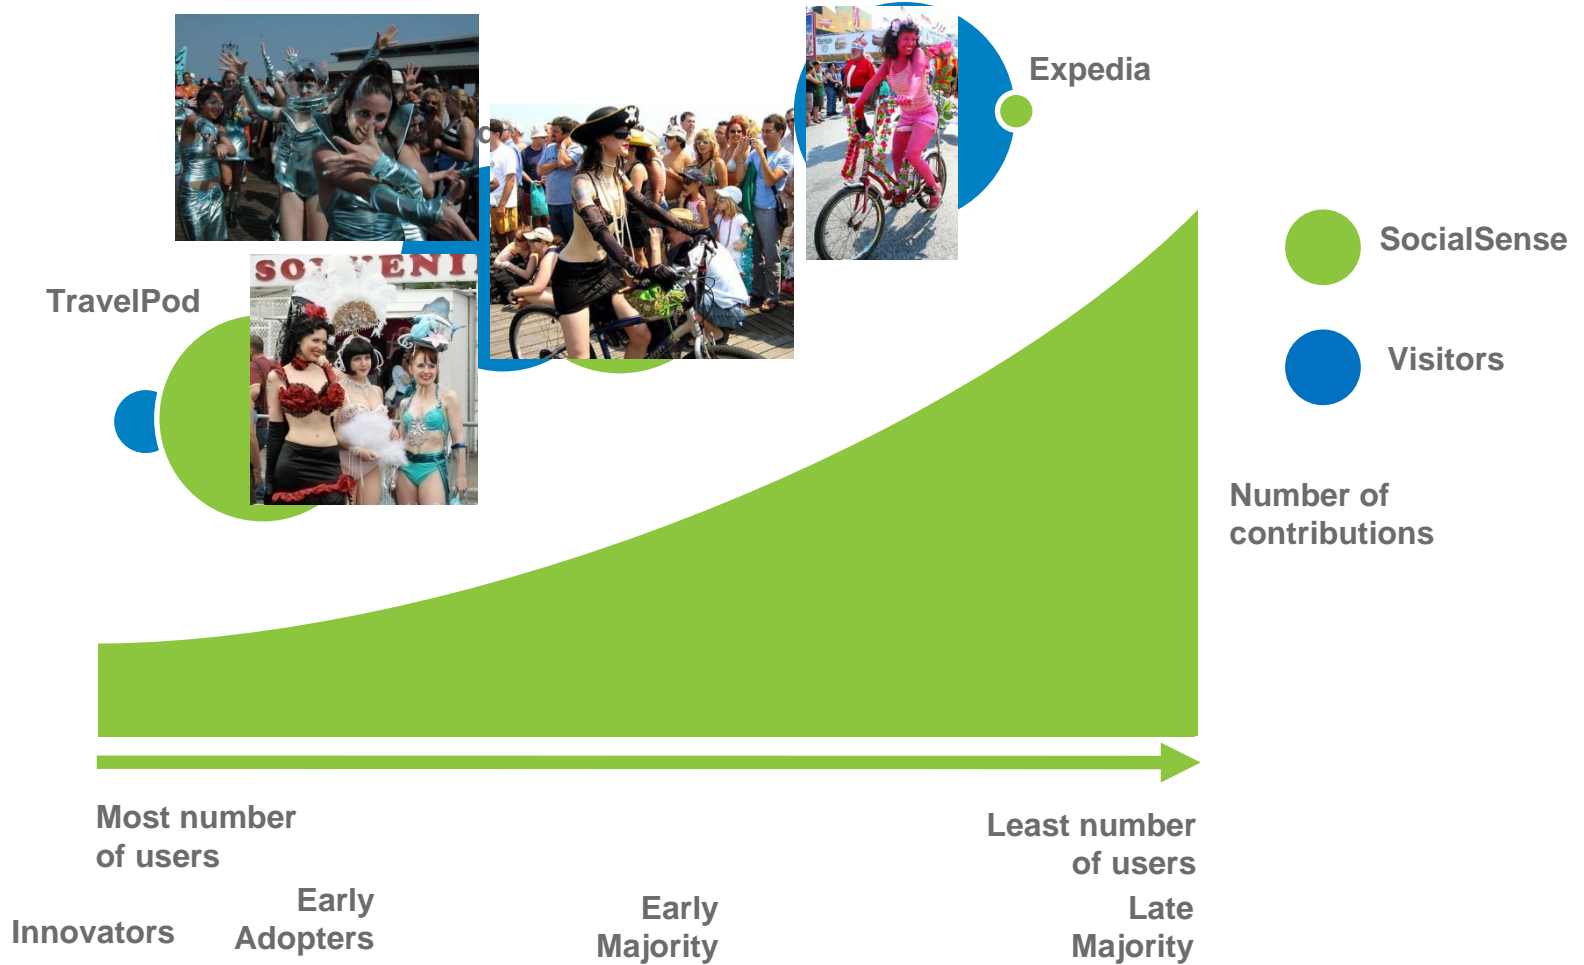 Expedia
SOUVENI
TravelPod
SocialSense
Visitors
Number of
contributions
Most number
of users
Least number
of users
Innovators
Early
Adopters
Early
Majority
Late
Majority